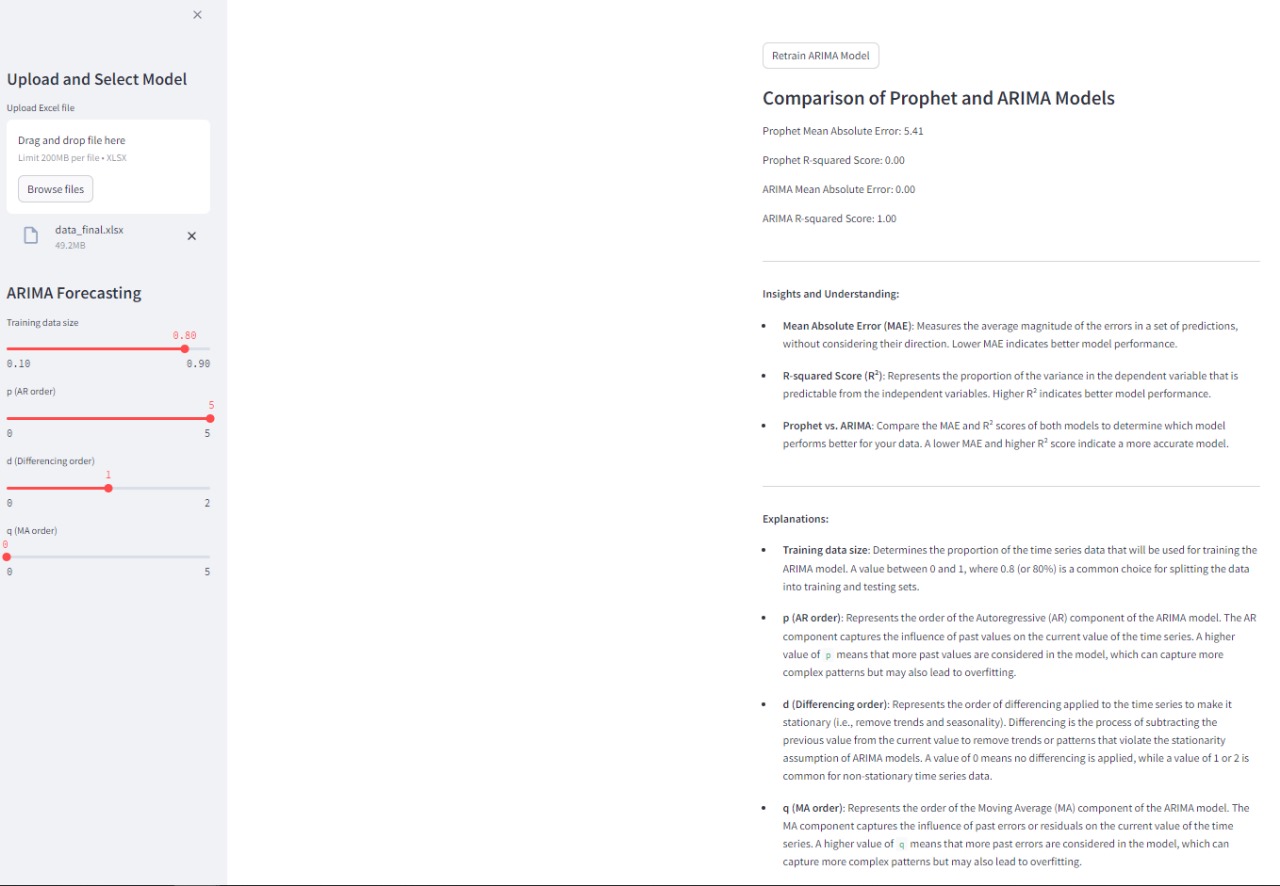 Upload and Select Model
Upload Excel file
Drag and drop file here
Limit 200MB per file • XLSX
Browse files
data_final.xlsx
49.2MB
ARIMA Forecasting
Training data size
0.80
0.10 0.90
p (AR order)
5
0 5
d (Differencing order)
1
0 2
q (MA order)
0
0 5
Retrain ARIMA Model
Comparison of Prophet and ARIMA Models
Prophet Mean Absolute Error: 5.41
Prophet R-squared Score: 0.00
ARIMA Mean Absolute Error: 0.00
ARIMA R-squared Score: 1.00
Insights and Understanding:
• Mean Absolute Error (MAE): Measures the average magnitude of the errors in a set of predictions,
without considering their direction. Lower MAE indicates better model performance.
• R-squared Score (R²): Represents the proportion of the variance in the dependent variable that is
predictable from the independent variables. Higher R² indicates better model performance.
• Prophet vs. ARIMA: Compare the MAE and R² scores of both models to determine which model
performs better for your data. A lower MAE and higher R² score indicate a more accurate model.
Explanations:
• Training data size: Determines the proportion of the time series data that will be used for training the
ARIMA model. A value between 0 and 1, where 0.8 (or 80%) is a common choice for splitting the data
into training and testing sets.
• p (AR order): Represents the order of the Autoregressive (AR) component of the ARIMA model. The AR
component captures the influence of past values on the current value of the time series. A higher
value of p means that more past values are considered in the model, which can capture more
complex patterns but may also lead to overfitting.
• d (Differencing order): Represents the order of differencing applied to the time series to make it
stationary (i.e., remove trends and seasonality). Differencing is the process of subtracting the
previous value from the current value to remove trends or patterns that violate the stationarity
assumption of ARIMA models. A value of 0 means no differencing is applied, while a value of 1 or 2 is
common for non-stationary time series data.
• q (MA order): Represents the order of the Moving Average (MA) component of the ARIMA model. The
MA component captures the influence of past errors or residuals on the current value of the time
series. A higher value of q means that more past errors are considered in the model, which can
capture more complex patterns but may also lead to overfitting.